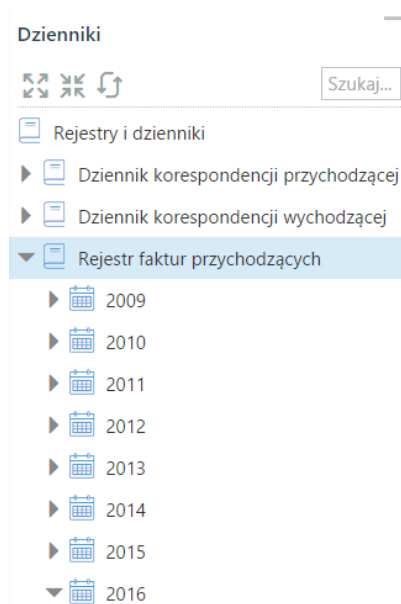 Dzienniki
Szukaj...
Rejestry i dzienniki
Dziennik korespondencji przychodzącej
Dziennik korespondencji wychodzącej
Rejestr faktur przychodzących
2009
2010
2011
2012
2013
2014
2015
2016